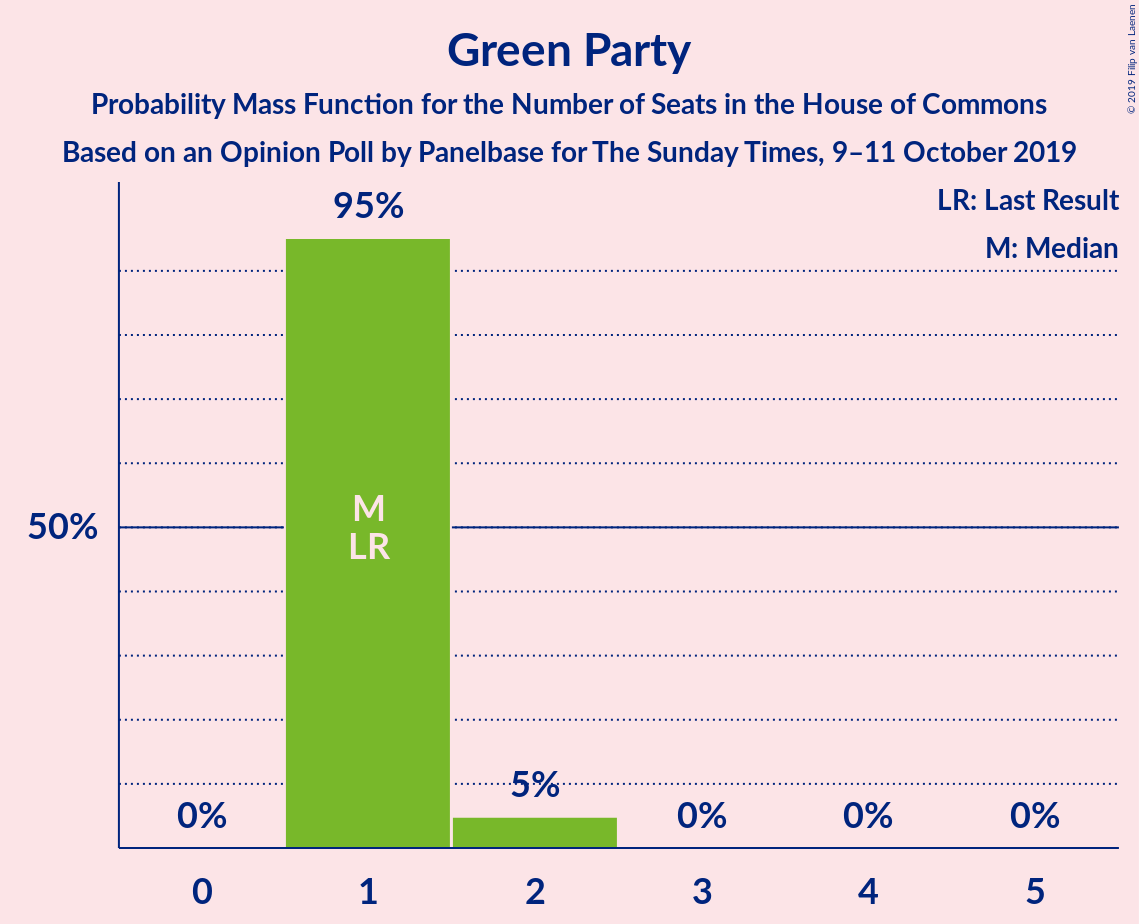 Green Party
Probability Mass Function for the Number of Seats in the House of Commons
Based on an Opinion Poll by Panelbase for The Sunday Times, 9–11 October 2019
© 2019 Filip van Laenen
LR: Last Result
M: Median
95%
M
LR
50%
5%
0%
0%
0%
0%
0
1
2
3
4
5